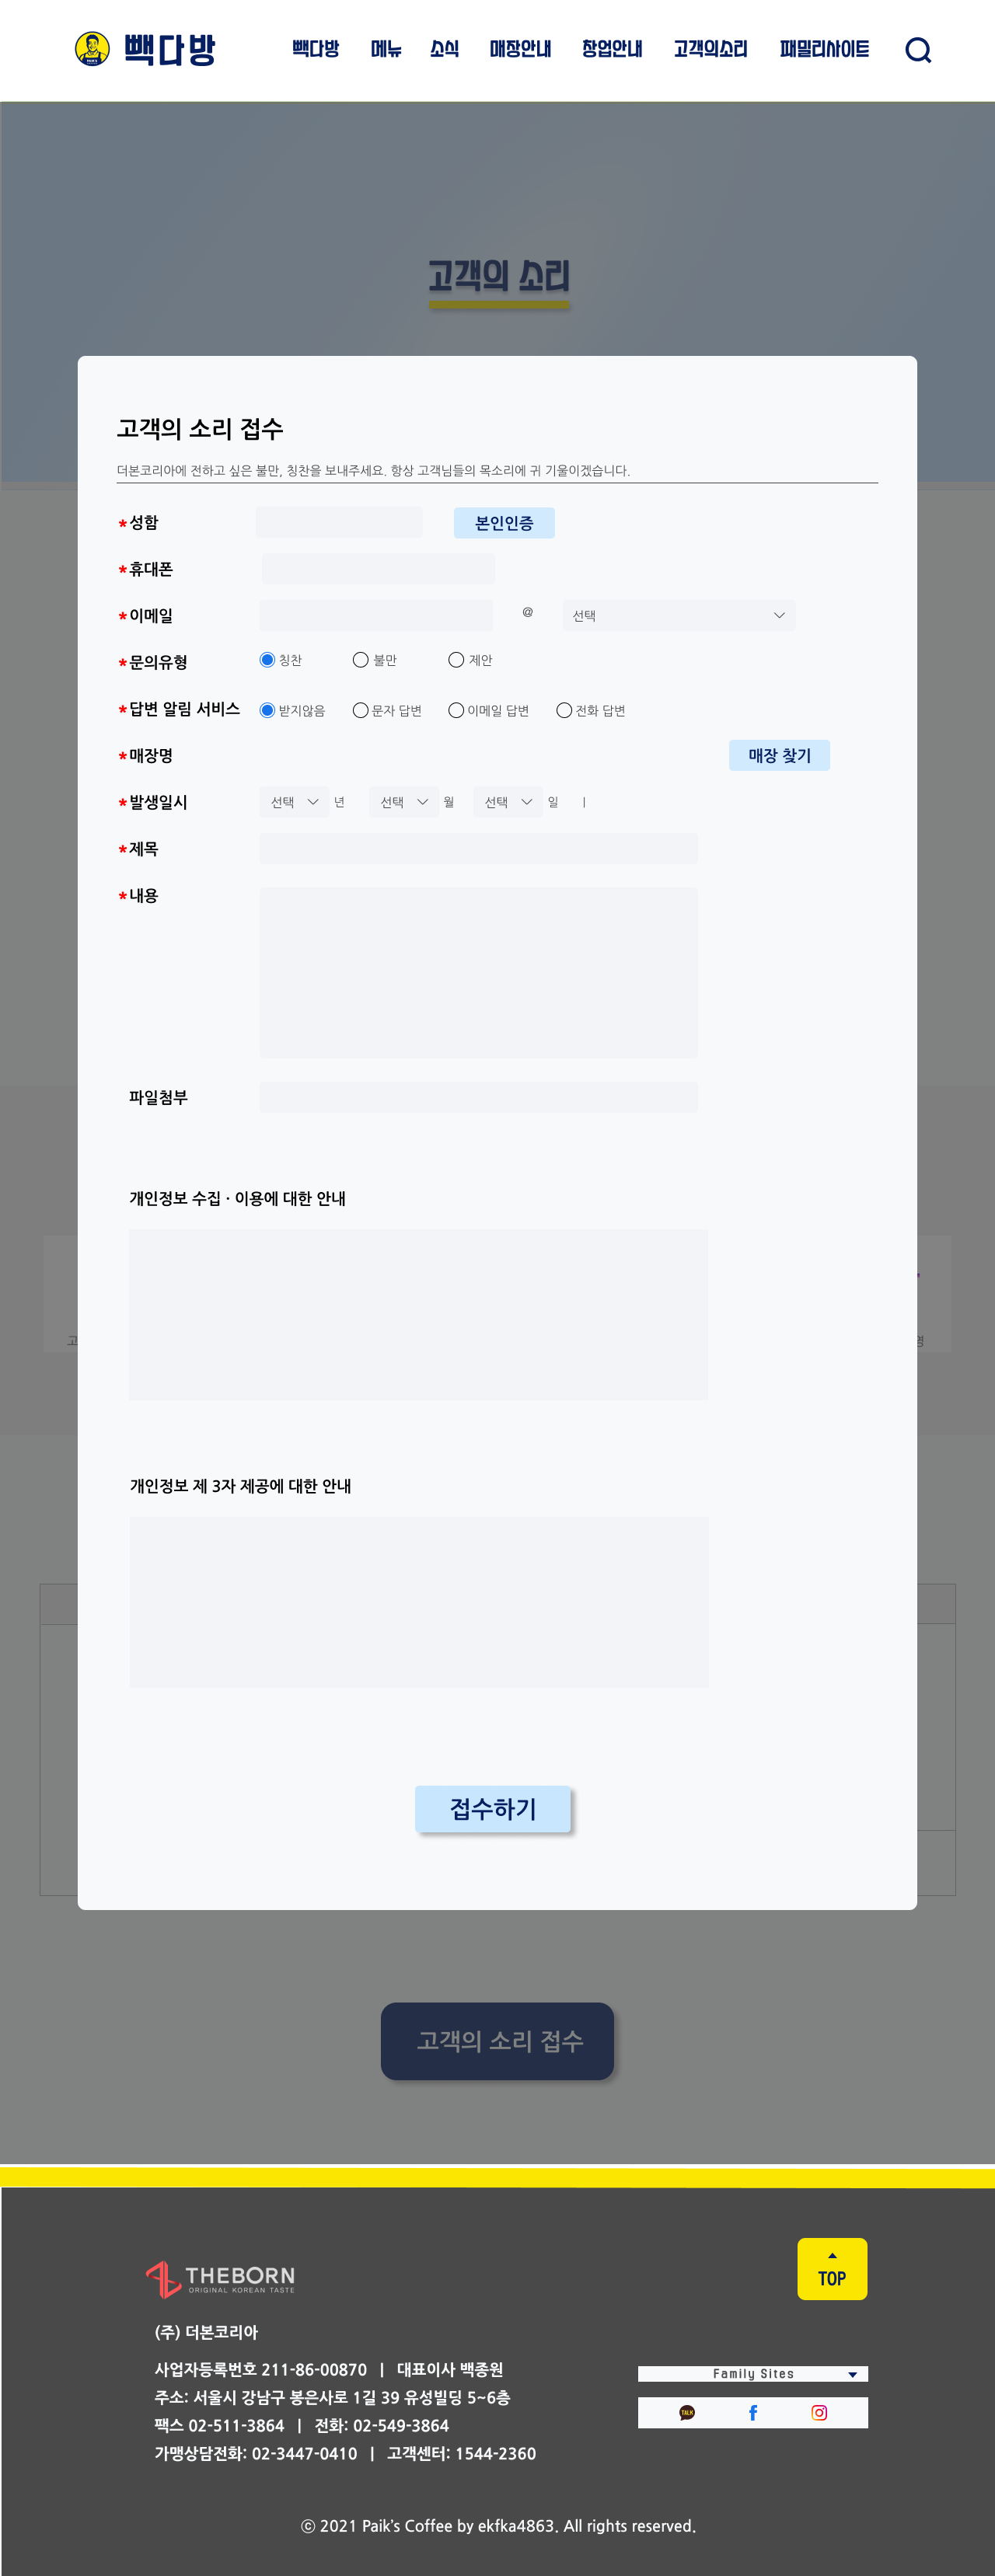 빽다방
빽다방 메뉴 소식 매장안내 창업안내 고객의소리 패밀리사이트
고객의 소리
고객의 소리 접수
더본코리아에 전하고 싶은 불만, 칭찬을 보내주세요. 항상 고객님들의 목소리에 귀 기울이겠습니다.
*성함 본인인증
*휴대폰
*이메일 @ 선택
*문의유형 칭찬 불만 제안
*답변 알림 서비스 받지않음 문자 답변 이메일 답변 전화 답변
*매장명 매장 찾기
*발생일시 선택 년 선택 월 선택 일 |
*제목
*내용
파일첨부
개인정보 수집 · 이용에 대한 안내
고
개인정보 제 3자 제공에 대한 안내
접수하기
고객의 소리 접수
THEBORN
ORIGINAL KOREAN TASTE
TOP
(주) 더본코리아
사업자등록번호 211-86-00870 | 대표이사 백종원
주소: 서울시 강남구 봉은사로 1길 39 유성빌딩 5~6층
팩스 02-511-3864 | 전화: 02-549-3864
가맹상담전화: 02-3447-0410 | 고객센터: 1544-2360
Family Sites
TALK
ⓒ 2021 Paik's Coffee by ekfka4863. All rights reserved.